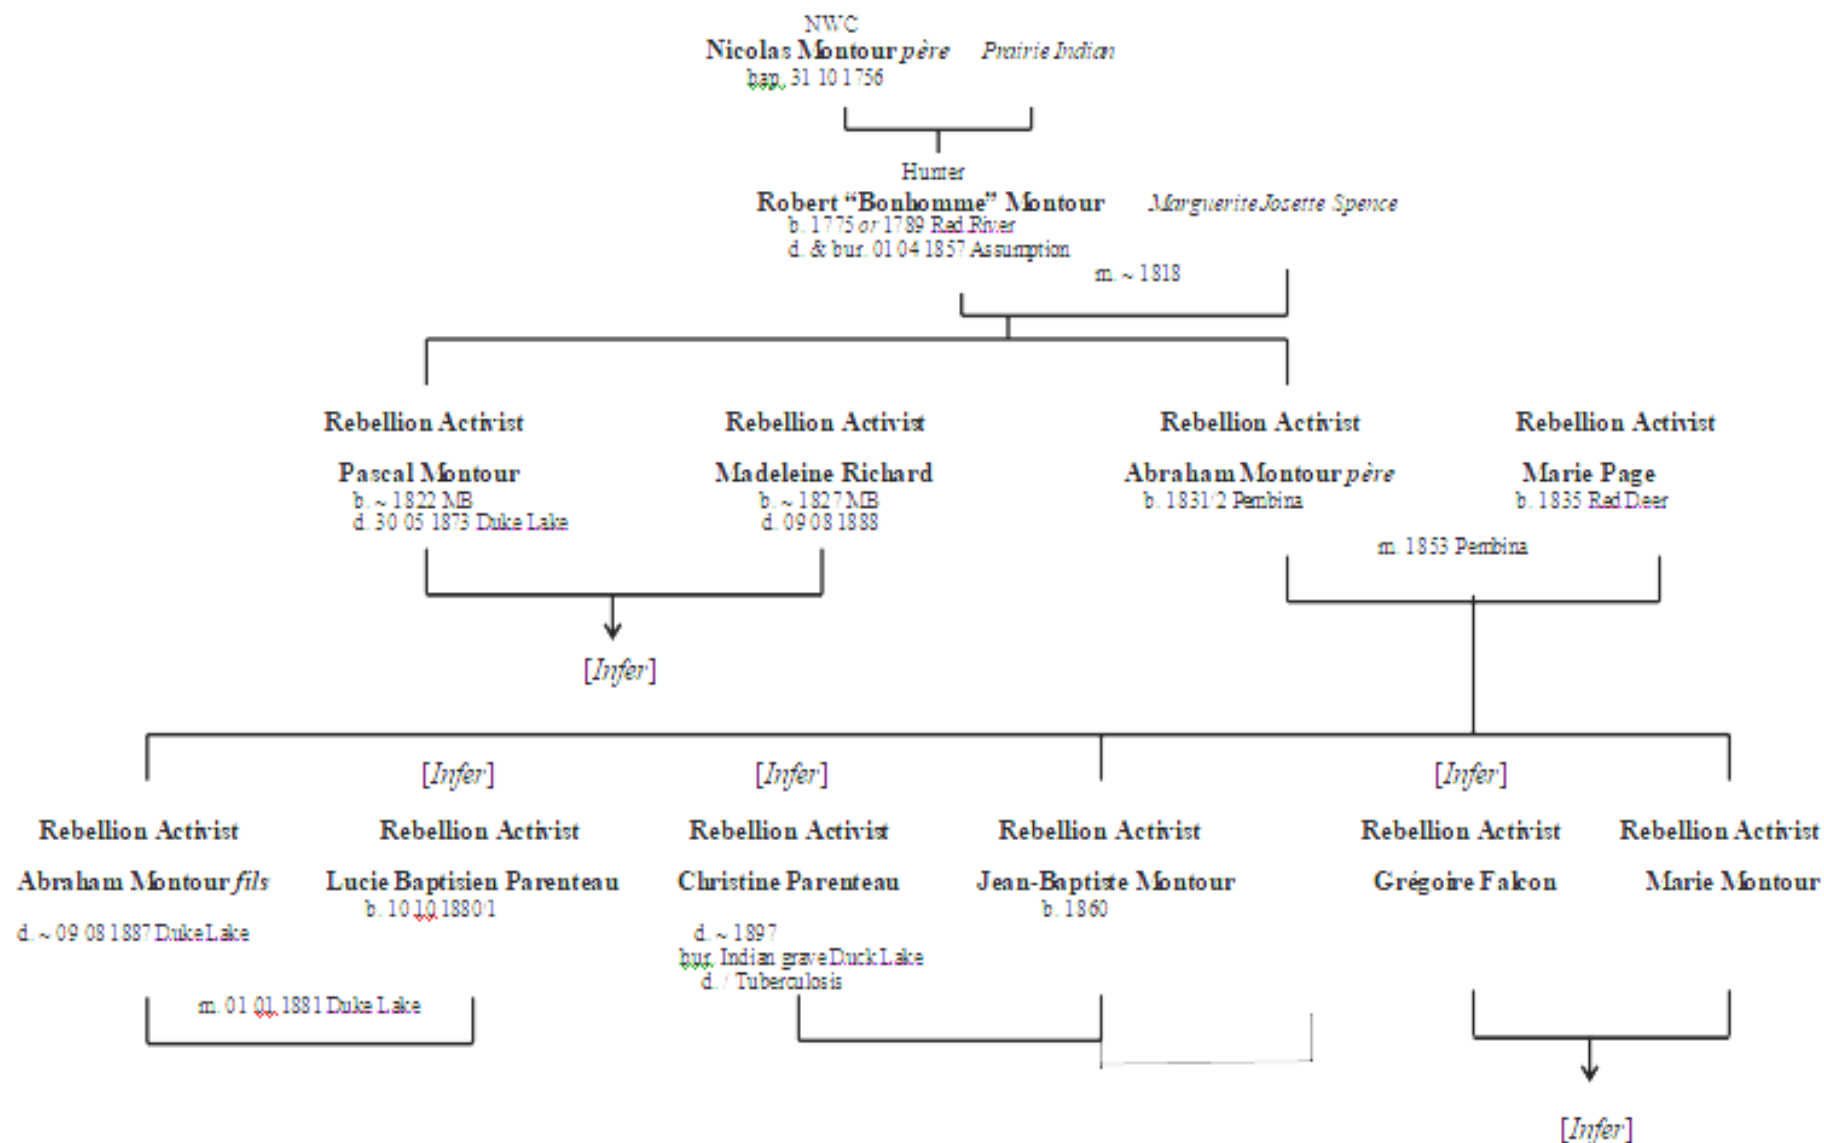 NWC
Nicolas Montour père Prairie Indian
bap. 31 10 1756
Hunter
Robert “Bonhomme” Montour Marguerite Josette Spence
b. 1775 or 1789 Red River
d. & bur. 01 04 1857 Assumption
m. ~ 1818
Rebellion Activist Rebellion Activist Rebellion Activist Rebellion Activist
Pascal Montour Madeleine Richard Abraham Montour père Marie Page
b. ~ 1822 MB b. ~ 1827 MB b. 1831/2 Pembina b. 1835 Red Deer
d. 30 05 1873 Duke Lake d. 09 08 1888
m. 1853 Pembina
[Infer]
[Infer] [Infer] [Infer]
Rebellion Activist Rebellion Activist Rebellion Activist Rebellion Activist Rebellion Activist Rebellion Activist
Abraham Montour fils Lucie Baptisien Parenteau Christine Parenteau Jean-Baptiste Montour Grégoire Falcon Marie Montour
b. 10 10 1880/1 b. 1860
d. ~ 09 08 1887 Duke Lake d. ~ 1897
bur. Indian grave Duck Lake
d. / Tuberculosis
m. 01 01 1881 Duke Lake
[Infer]